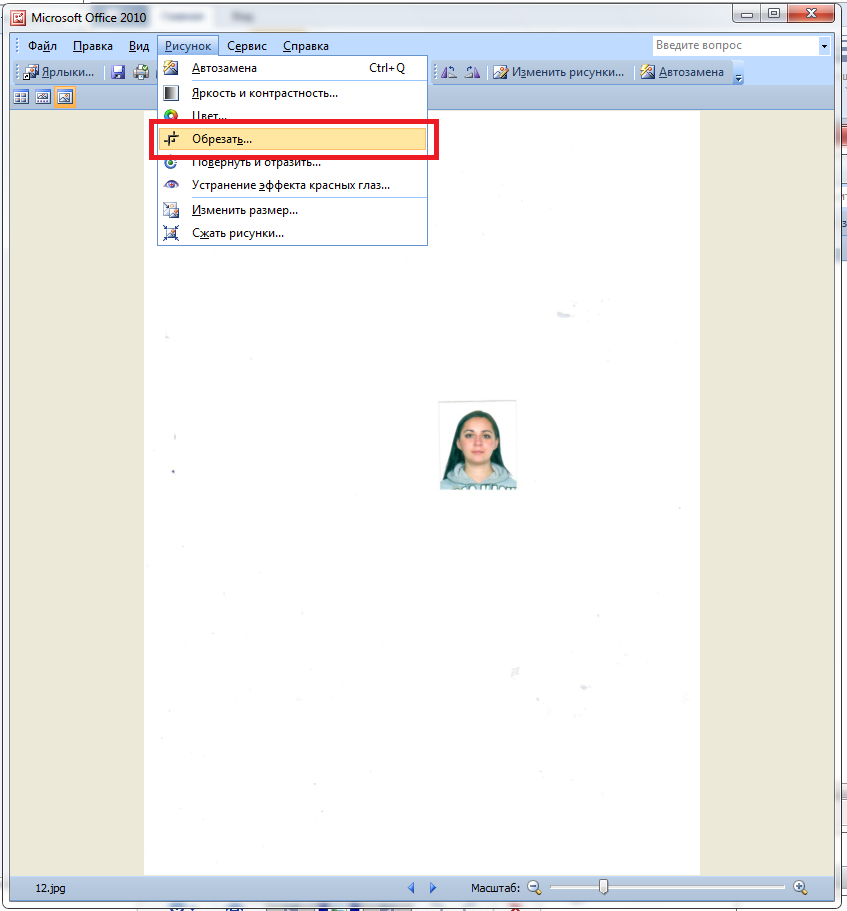 Microsoft Office 2010
Файл Правка Вид Рисунок Сервис Справка
Введите вопрос
Ярлыки...
Изменить рисунки... Автозамена
Автозамена Ctrl+Q
Яркость и контрастность...
Цвет...
Обрезать...
Повернуть и отразить...
Устранение эффекта красных глаз...
Изменить размер...
Сжать рисунки...
12.jpg
Масштаб: